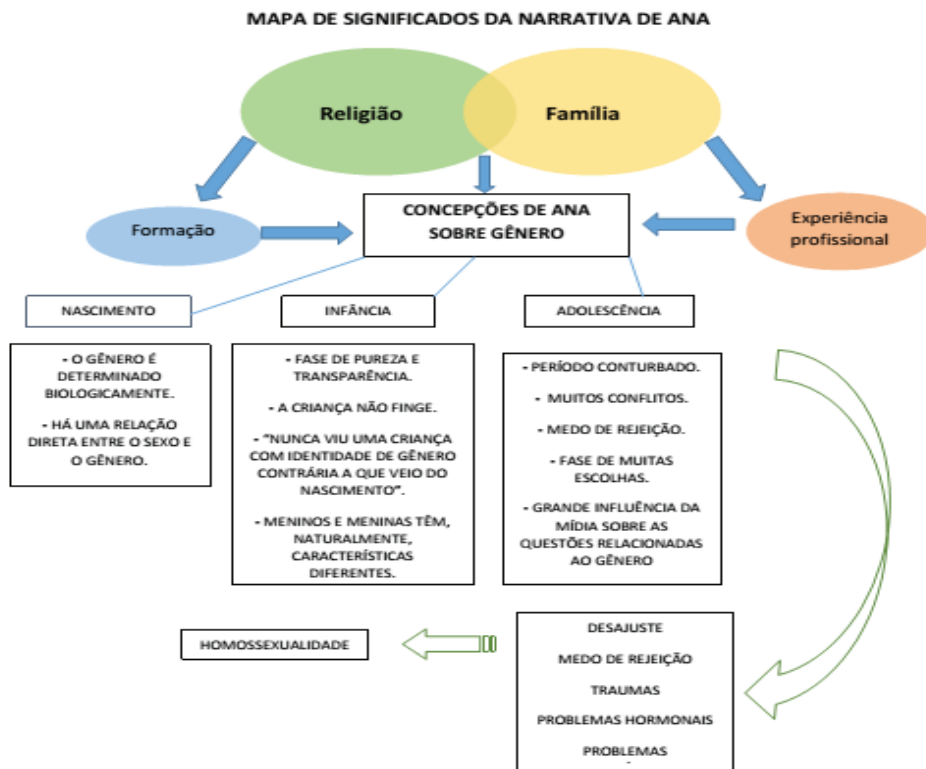 MAPA DE SIGNIFICADOS DA NARRATIVA DE ANA
Religião
Família
Formação
CONCEPÇÕES DE ANA
SOBRE GÊNERO
Experiência
profissional
NASCIMENTO
INFÂNCIA
ADOLESCÊNCIA
- O GÊNERO É
DETERMINADO
BIOLOGICAMENTE.
- HÁ UMA RELAÇÃO
DIRETA ENTRE O SEXO E
O GÊNERO.
- FASE DE PUREZA E
TRANSPARÊNCIA.
- A CRIANÇA NÃO FINGE.
- "NUNCA VIU UMA CRIANÇA
COM IDENTIDADE DE GÊNERO
CONTRÁRIA A QUE VEIO DO
NASCIMENTO".
- MENINOS E MENINAS TÊM,
NATURALMENTE,
CARACTERÍSTICAS
DIFERENTES.
- PERÍODO CONTURBADO.
- MUITOS CONFLITOS.
- MEDO DE REJEIÇÃO.
- FASE DE MUITAS
ESCOLHAS.
- GRANDE INFLUÊNCIA DA
MÍDIA SOBRE AS
QUESTÕES RELACIONADAS
AO GÊNERO
HOMOSSEXUALIDADE
DESAJUSTE
MEDO DE REJEIÇÃO
TRAUMAS
PROBLEMAS HORMONAIS
PROBLEMAS